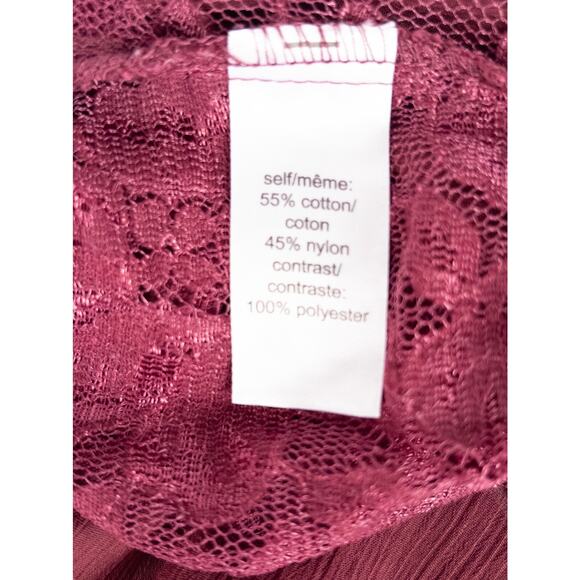 self/même:
55% cotton/
coton
45% nylon
contrast/
contraste:
100% polyester